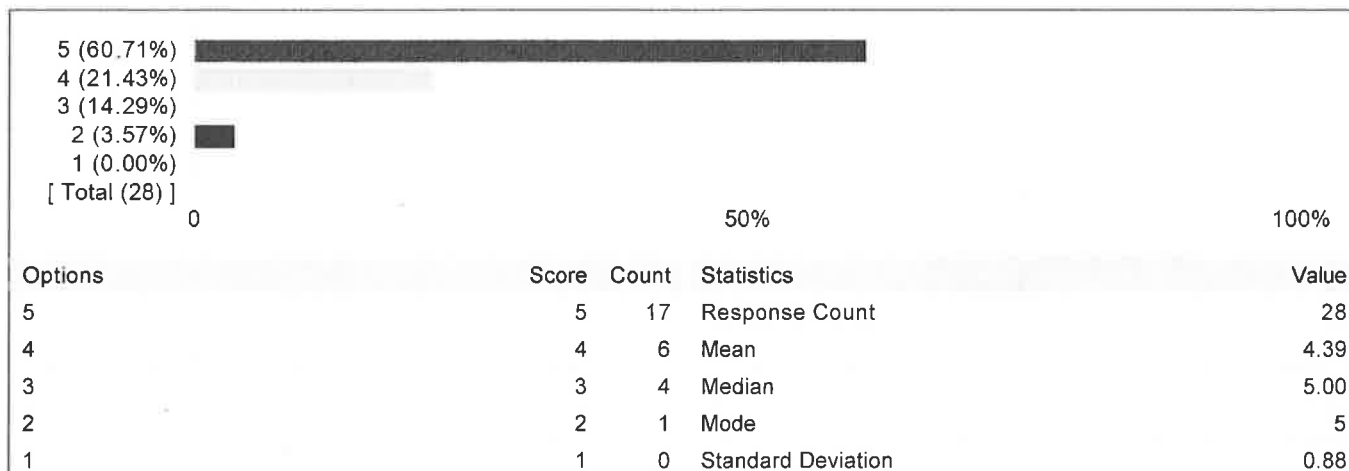 5 (60.71%)
4 (21.43%)
3 (14.29%)
2 (3.57%)
1 (0.00%)
[ Total (28) ]
0 50% 100%
Options Score Count Statistics Value
5 5 17 Response Count 28
4 4 6 Mean 4.39
3 3 4 Median 5.00
2 2 1 Mode 5
1 1 0 Standard Deviation 0.88